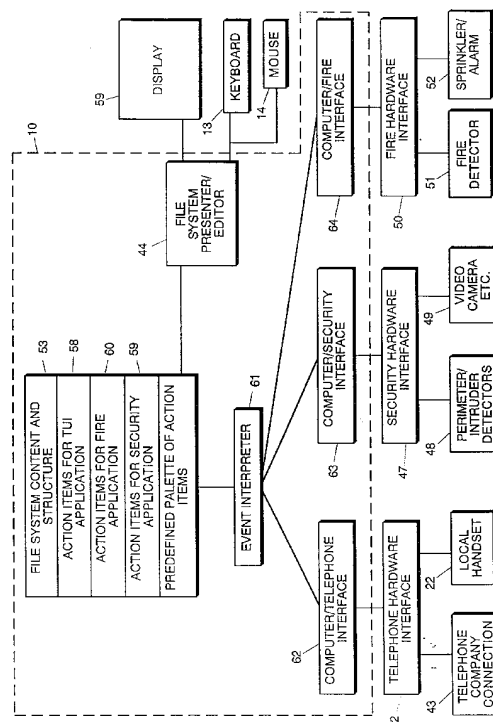 10
59
DISPLAY
KEYBOARD
13
MOUSE
14
44
FILE
SYSTEM
PRESENTER/
EDITOR
FILE SYSTEM CONTENT AND
STRUCTURE
53
ACTION ITEMS FOR TUI
APPLICATION
58
ACTION ITEMS FOR FIRE
APPLICATION
60
ACTION ITEMS FOR SECURITY
APPLICATION
59
PREDEFINED PALETTE OF ACTION
ITEMS
EVENT INTERPRETER
61
COMPUTER/TELEPHONE
INTERFACE
62
COMPUTER/SECURITY
INTERFACE
63
COMPUTER/FIRE
INTERFACE
64
TELEPHONE HARDWARE
INTERFACE
2
SECURITY HARDWARE
INTERFACE
47
FIRE HARDWARE
INTERFACE
50
TELEPHONE
COMPANY
CONNECTION
43
LOCAL
HANDSET
22
PERIMETER/
INTRUDER
DETECTORS
48
VIDEO
CAMERA
ETC.
49
FIRE
DETECTOR
51
SPRINKLER/
ALARM
52